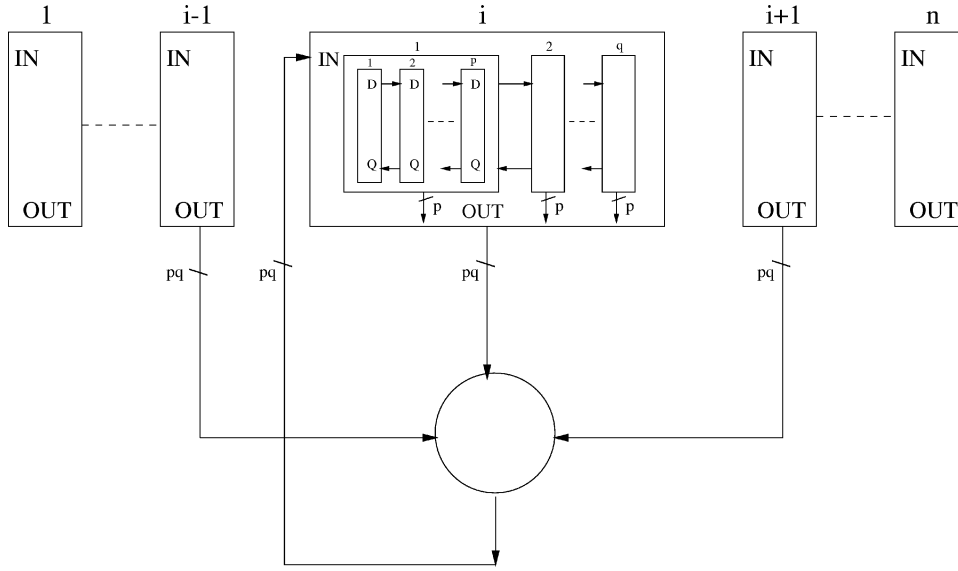 1 i-1 i i+1 n
1 2 q
IN IN IN IN IN
1 2 p
D D D
Q Q Q
p p p
OUT OUT OUT OUT OUT
pq pq pq pq